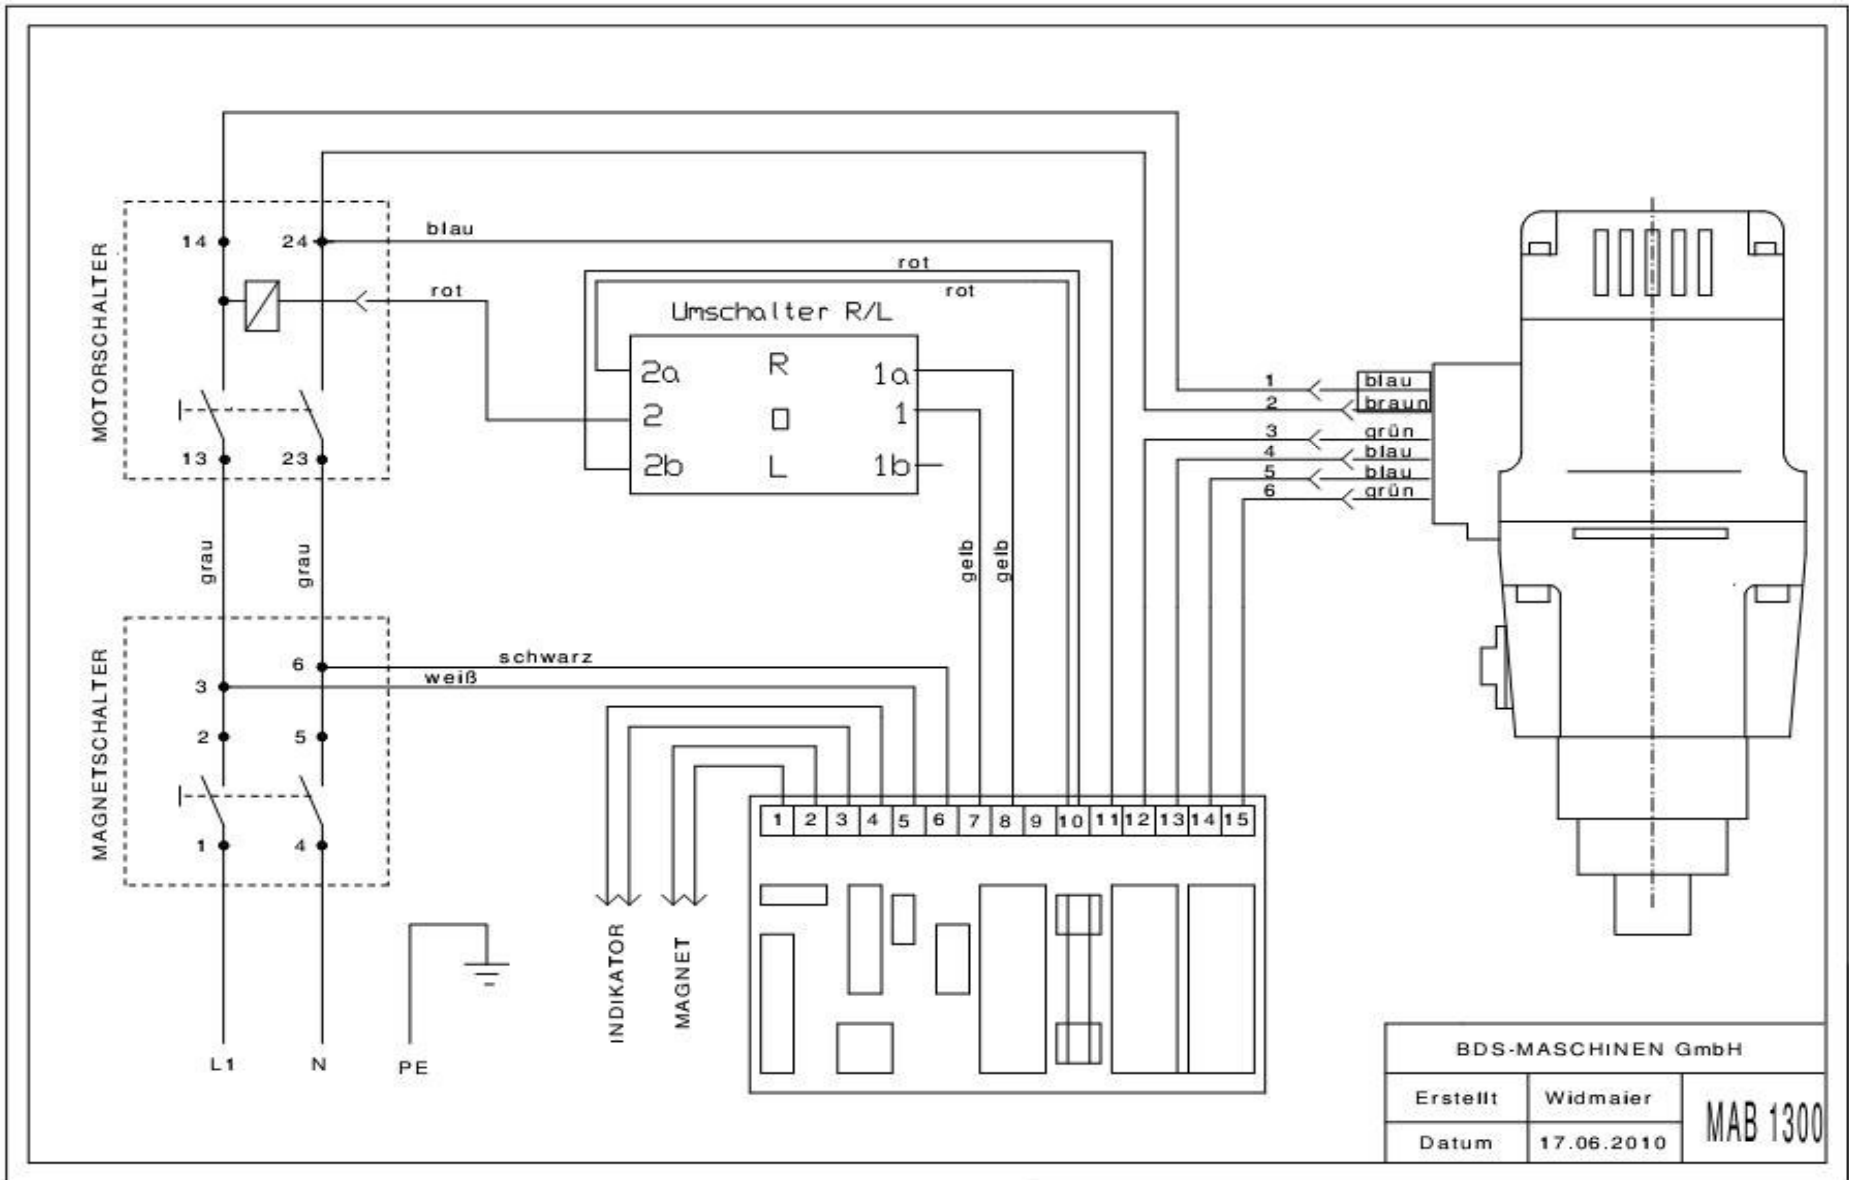 14
24
blau
rot
rot
rot
MOTORSCHALTER
Umschalter R/L
2a
R
1a
2
1
2b
L
1b
13
23
1
blau
2
braun
3
grün
4
blau
5
blau
6
grün
grau
grau
gelb
gelb
MAGNETSCHALTER
6
schwarz
3
weiß
2
5
1
4
1 2 3 4 5 6 7 8 9 10 11 12 13 14 15
INDIKATOR
MAGNET
L1
N
PE
BDS-MASCHINEN GmbH
Erstellt
Widmaier
MAB 1300
Datum
17.06.2010